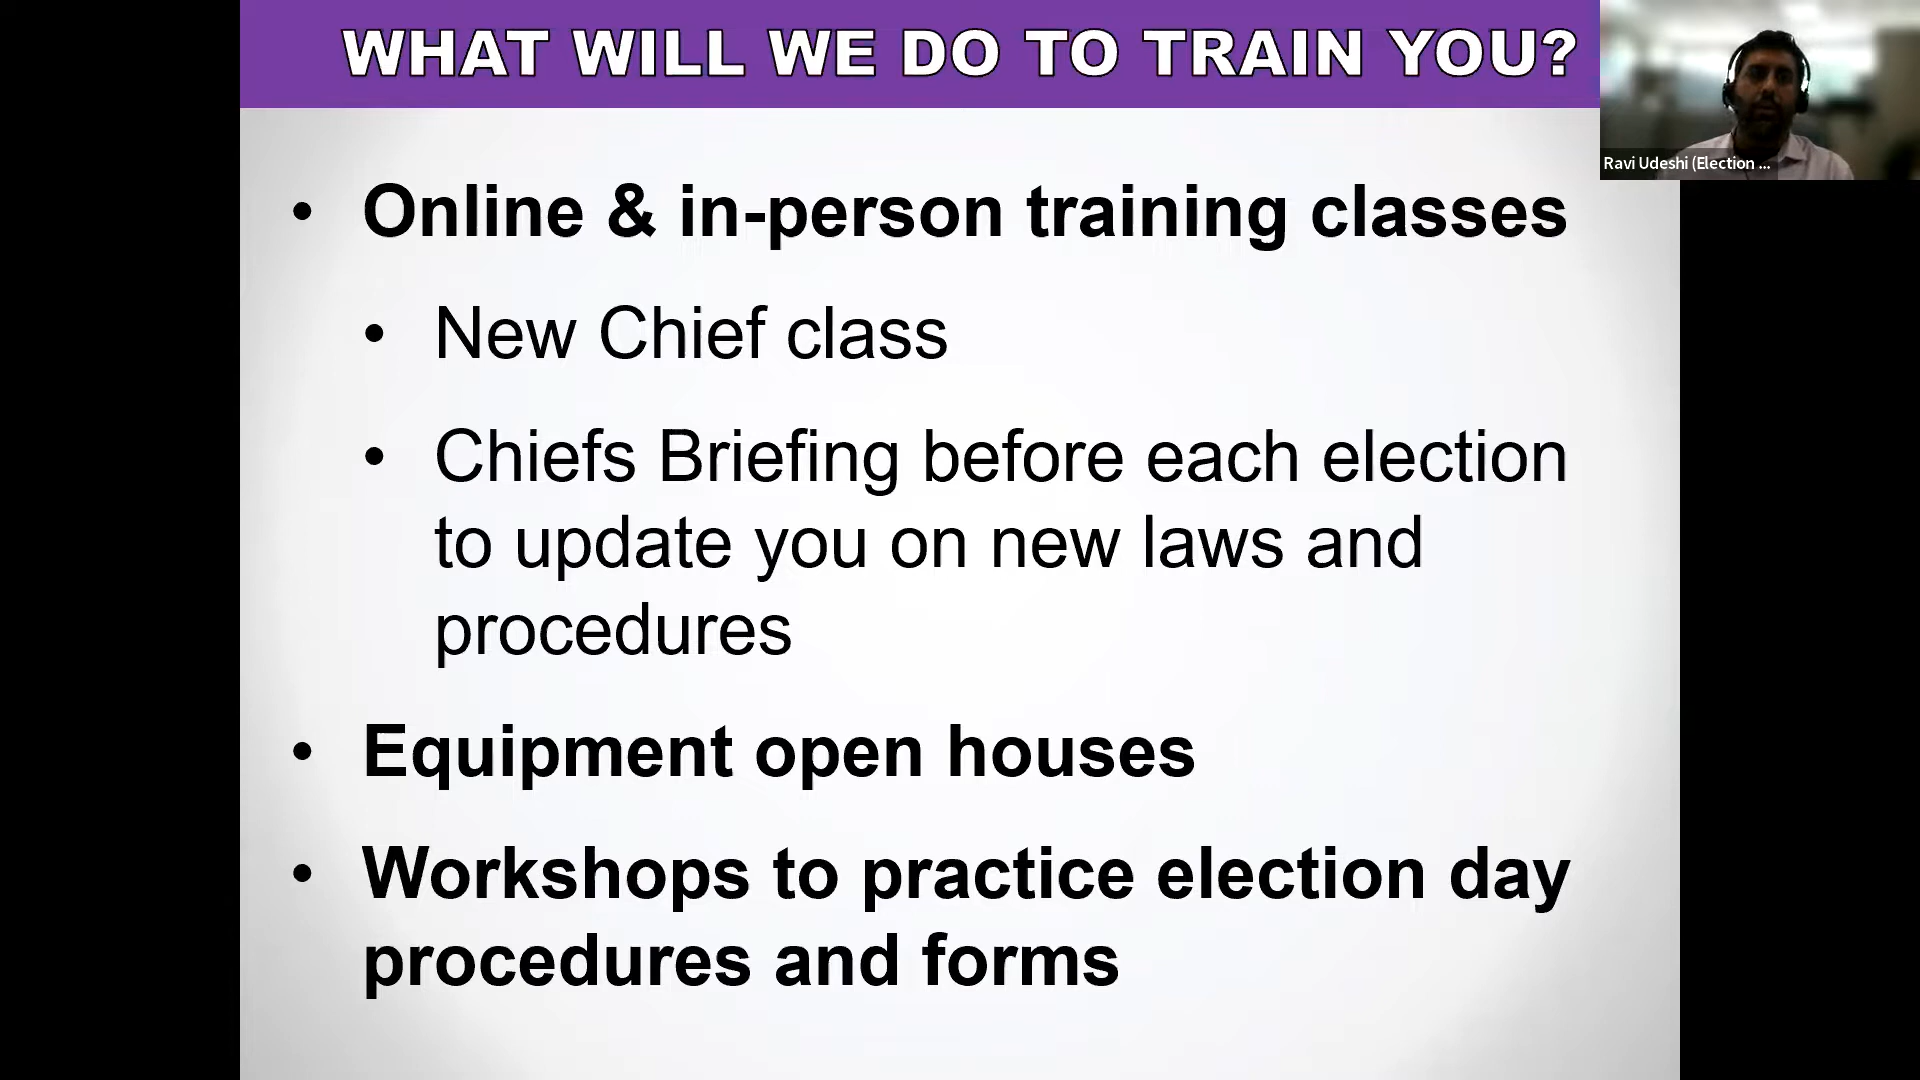 WHAT WILL WE DO TO TRAIN YOU?
Ravi Udeshi (Election ...
• Online & in-person training classes
• New Chief class
• Chiefs Briefing before each election
to update you on new laws and
procedures
• Equipment open houses
• Workshops to practice election day
procedures and forms